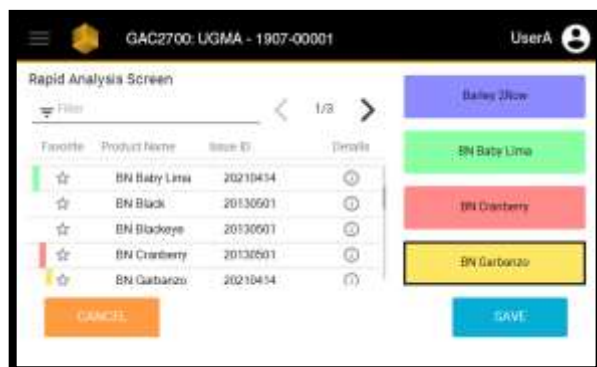 GAC2700: UGMA - 1907-00001
UserA
Rapid Analysis Screen
Filter
1/3
Favorite Product Name Issue ID Details
BN Baby Lima 20210414
BN Black 20130501
BN Blackeye 20130501
BN Cranberry 20130501
BN Garbanzo 20210414
Barley 2Row
BN Baby Lima
BN Cranberry
BN Garbanzo
CANCEL
SAVE